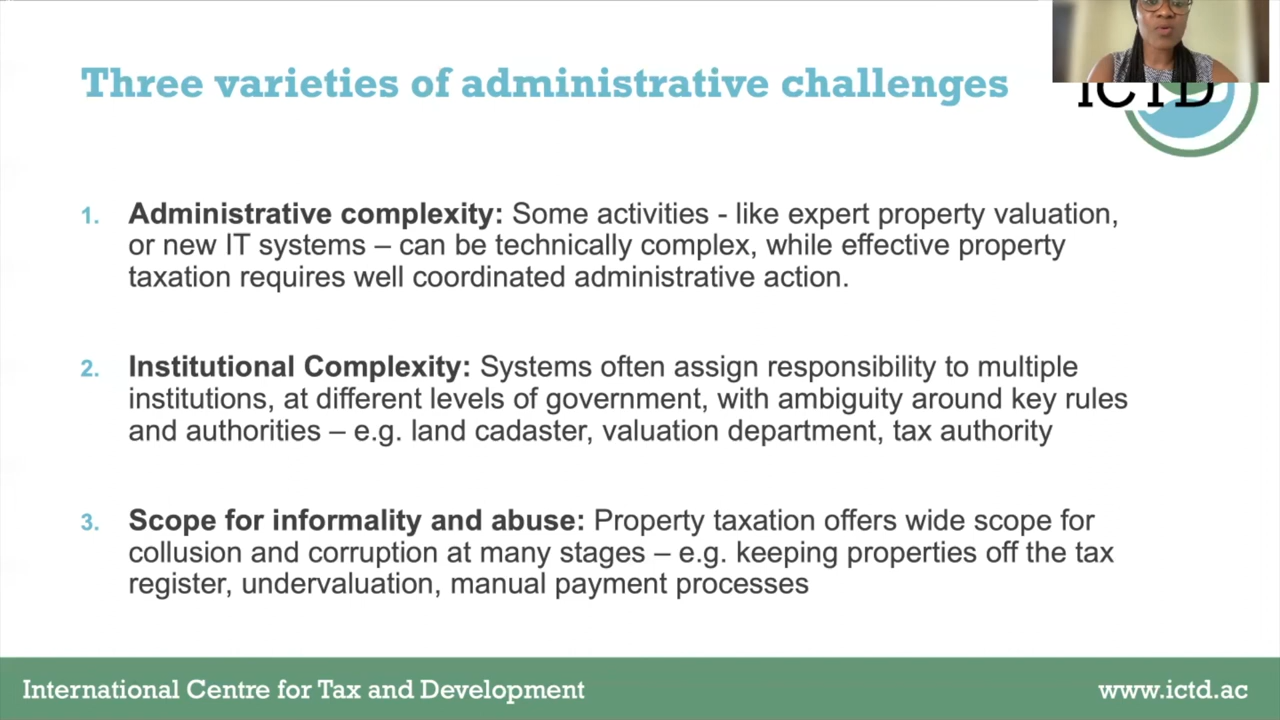 Three varieties of administrative challenges
ICTD
1. Administrative complexity: Some activities - like expert property valuation,
or new IT systems – can be technically complex, while effective property
taxation requires well coordinated administrative action.
2. Institutional Complexity: Systems often assign responsibility to multiple
institutions, at different levels of government, with ambiguity around key rules
and authorities – e.g. land cadaster, valuation department, tax authority
3. Scope for informality and abuse: Property taxation offers wide scope for
collusion and corruption at many stages – e.g. keeping properties off the tax
register, undervaluation, manual payment processes
International Centre for Tax and Development
www.ictd.ac